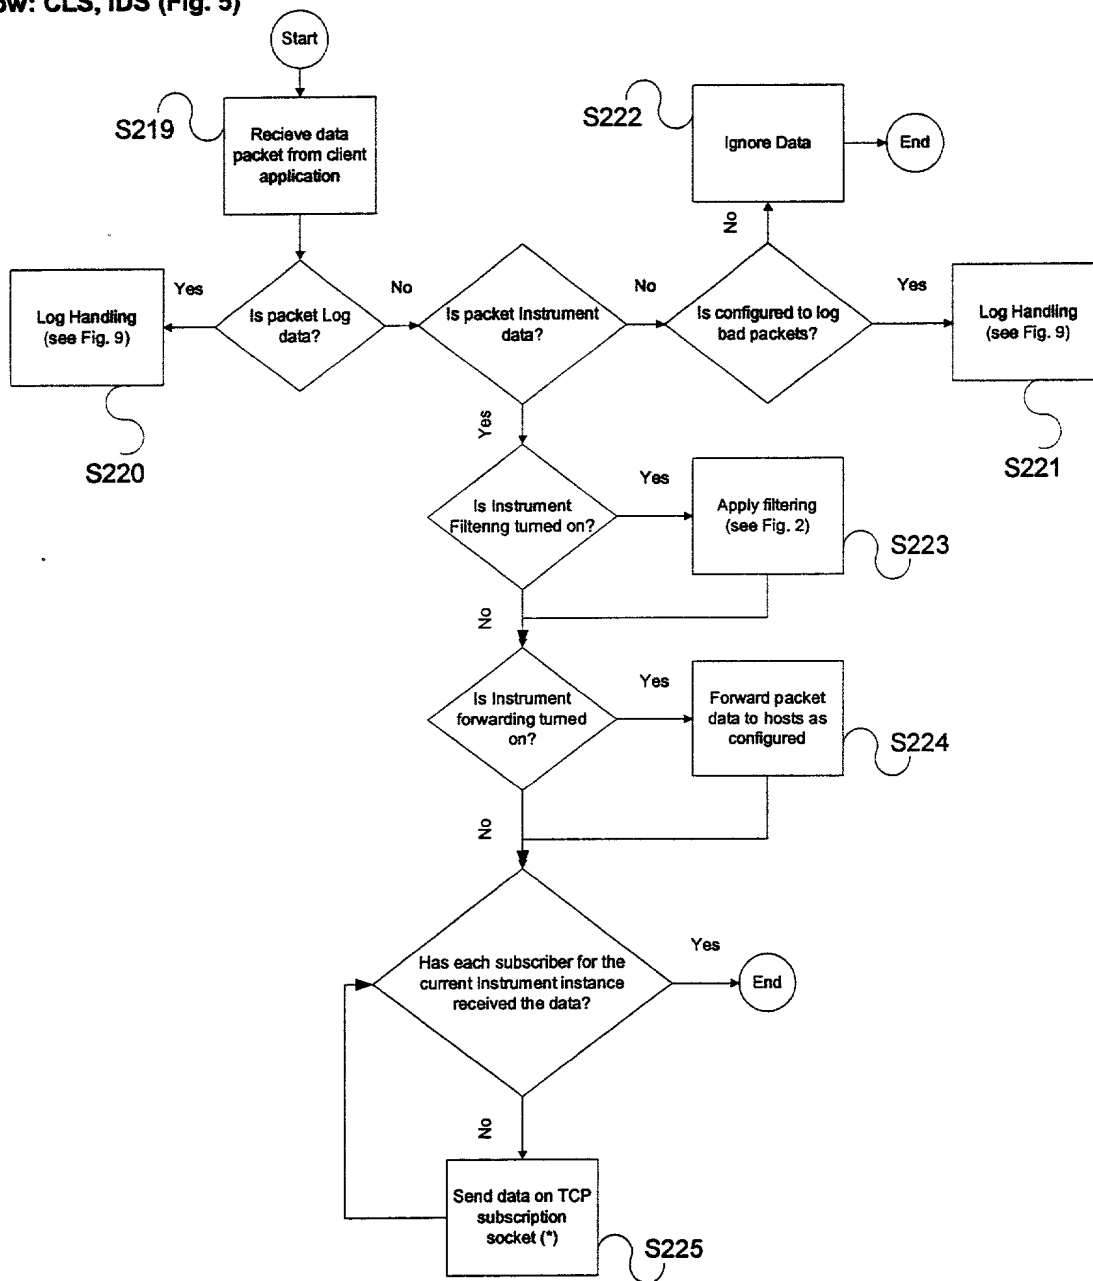 CLS, IDS (Fig. 5)
Start
S219
Recieve data
packet from client
application
S222
Ignore Data
End
No
Yes
Log Handling
(see Fig. 9)
S220
Is packet Log
data?
No
Is packet Instrument
data?
No
Is configured to log
bad packets?
Yes
Log Handling
(see Fig. 9)
S221
Yes
Is Instrument
Filtering turned on?
Yes
Apply filtering
(see Fig. 2)
S223
No
Is Instrument
forwarding turned
on?
Yes
Forward packet
data to hosts as
configured
S224
No
Has each subscriber for the
current Instrument instance
received the data?
Yes
End
No
Send data on TCP
subscription
socket (*)
S225